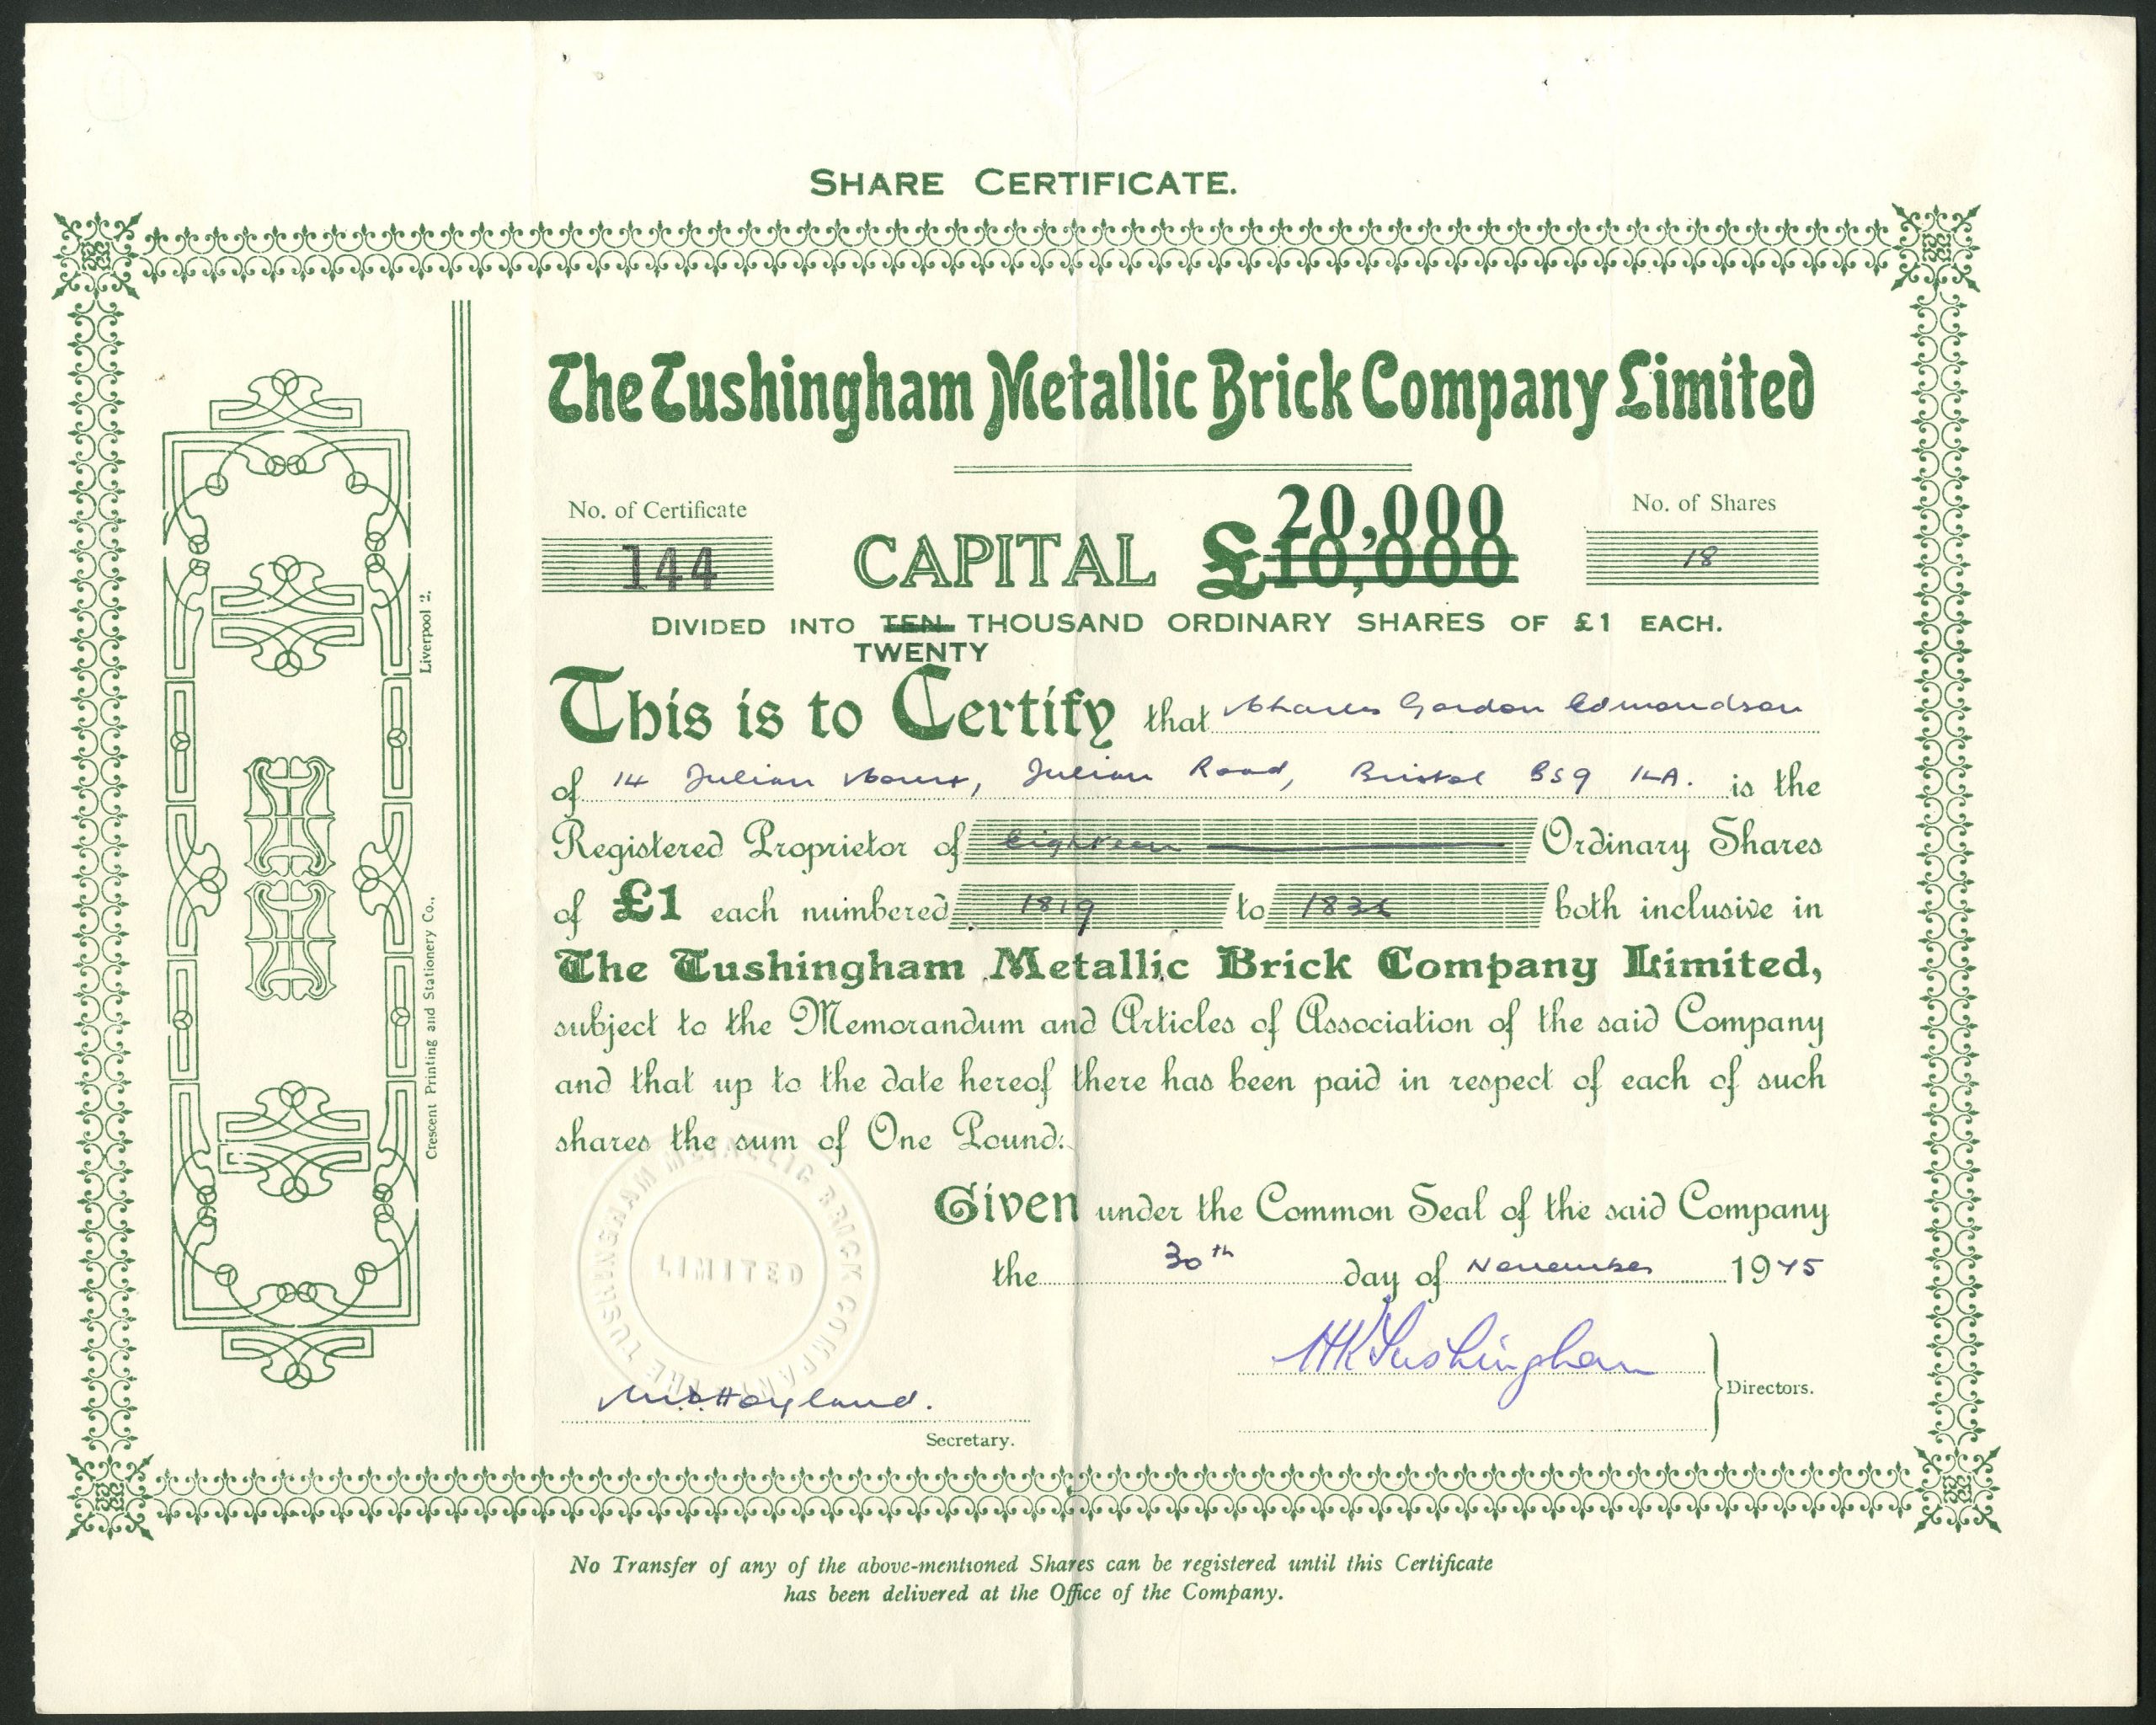 SHARE CERTIFICATE.
The Tushingham Metallic Brick Company Limited
No. of Certificate
144
CAPITAL £10,000
20,000
No. of Shares
18
DIVIDED INTO TEN THOUSAND ORDINARY SHARES OF £1 EACH.
TWENTY
This is to Certify that Charles Gordon Edmondson
of 14 Julian Court, Julian Road, Bristol BS9 1LA. is the
Registered Proprietor of Eighteen Ordinary Shares
of £1 each numbered 1819 to 1836 both inclusive in
The Tushingham Metallic Brick Company Limited,
subject to the Memorandum and Articles of Association of the said Company
and that up to the date hereof there has been paid in respect of each of such
shares the sum of One Pound.
Given under the Common Seal of the said Company
the 30th day of November 1975
THE TUSHINGHAM METALLIC BRICK COMPANY
LIMITED
HKTushingham
Directors.
Hoyland.
Secretary.
No Transfer of any of the above-mentioned Shares can be registered until this Certificate
has been delivered at the Office of the Company.
Crescent Printing and Stationery Co., Liverpool 2.